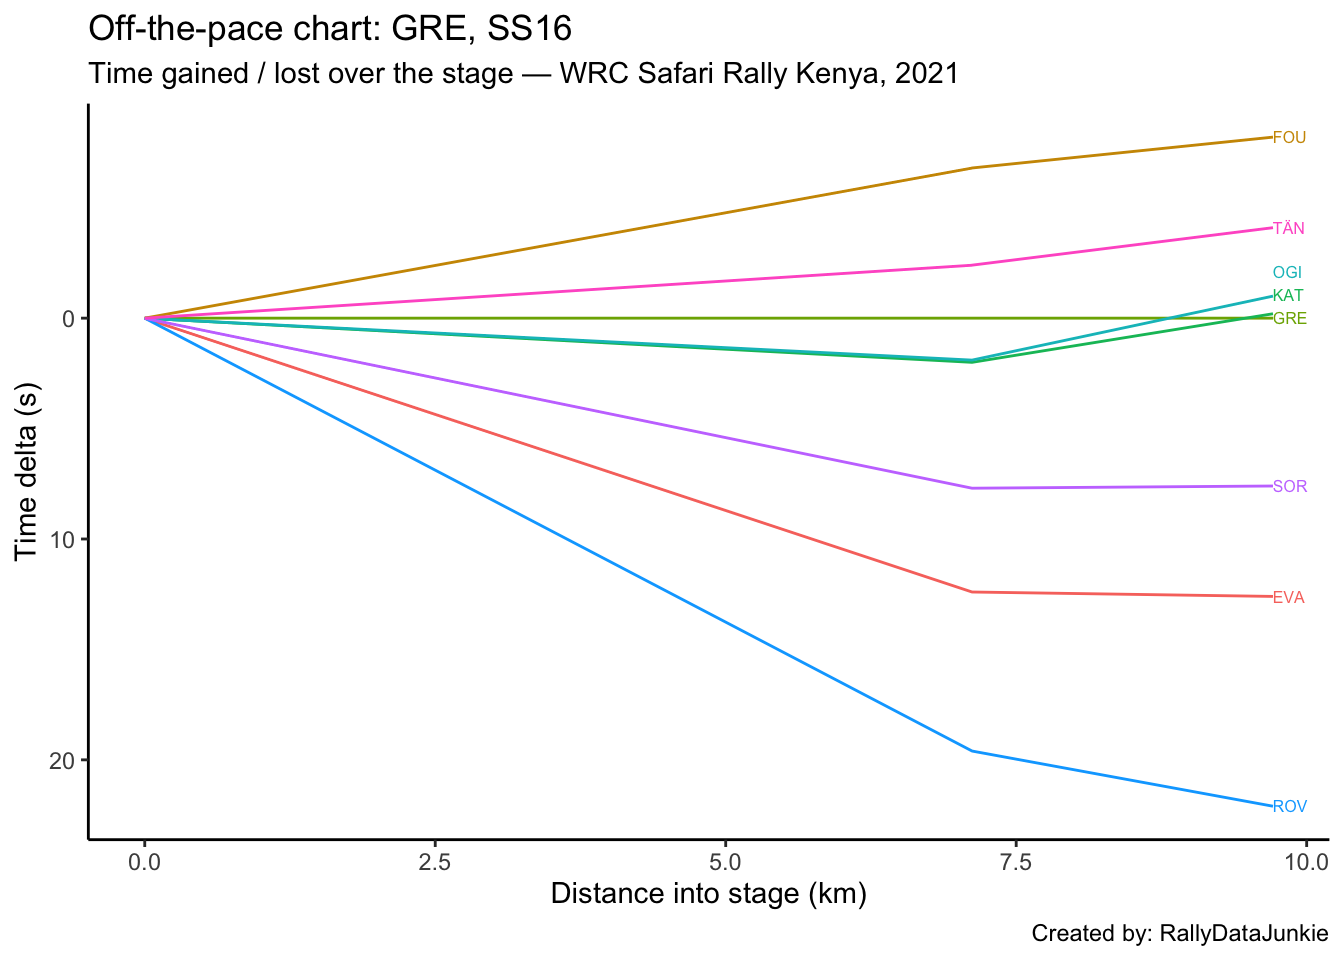 Off-the-pace chart: GRE, SS16
Time gained / lost over the stage — WRC Safari Rally Kenya, 2021
FOU
TÄN
OGI
KAT
GRE
SOR
EVA
ROV
0
10
20
Time delta (s)
0.0
2.5
5.0
7.5
10.0
Distance into stage (km)
Created by: RallyDataJunkie